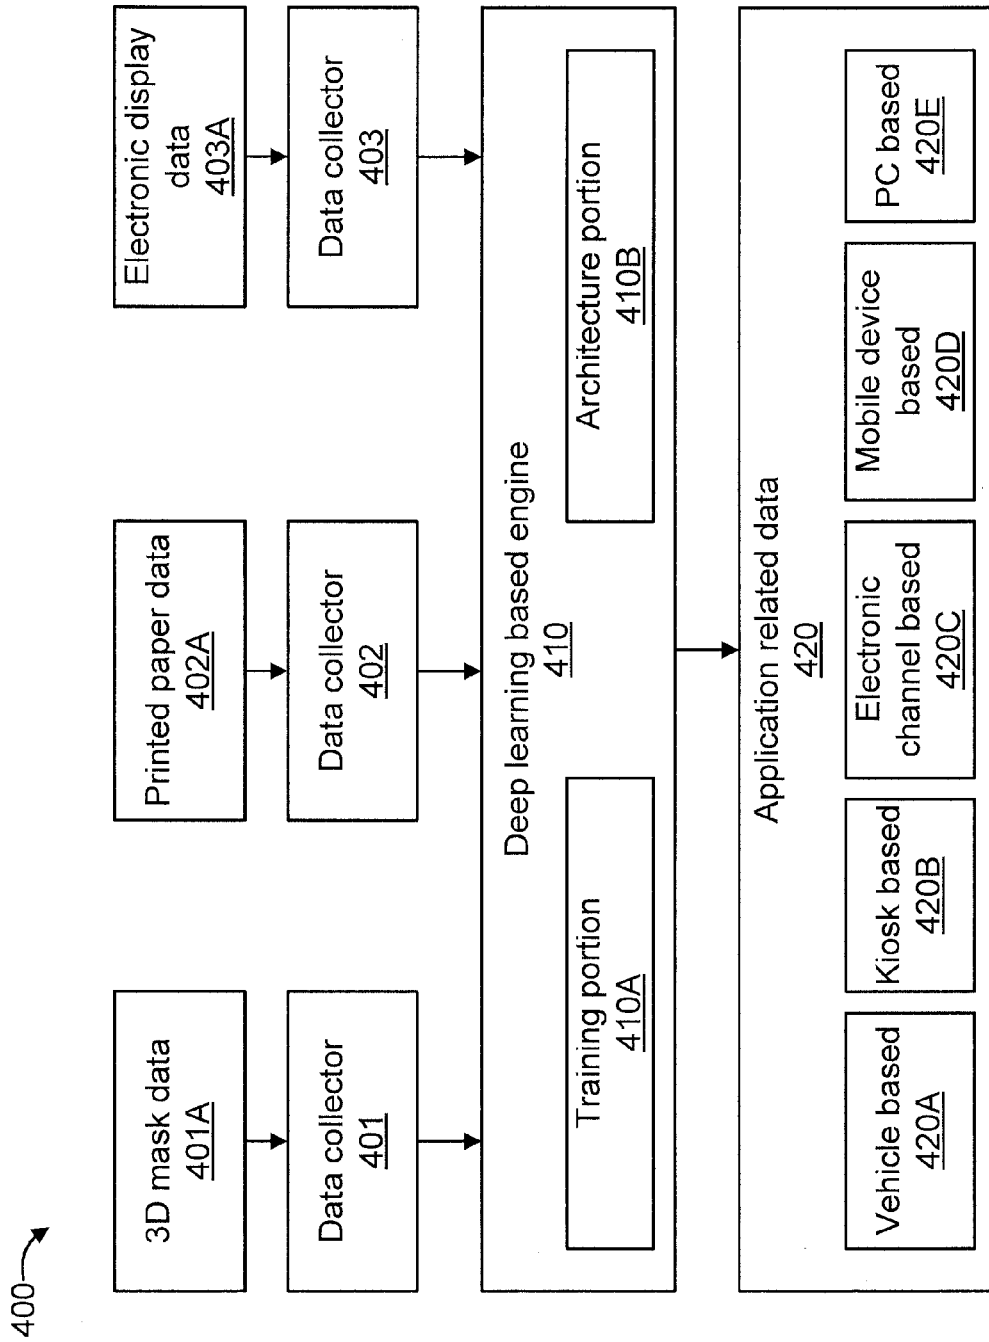 400
3D mask data
401A
Printed paper data
402A
Electronic display
data
403A
Data collector
401
Data collector
402
Data collector
403
Deep learning based engine
410
Training portion
410A
Architecture portion
410B
Application related data
420
Vehicle based
420A
Kiosk based
420B
Electronic
channel based
420C
Mobile device
based
420D
PC based
420E